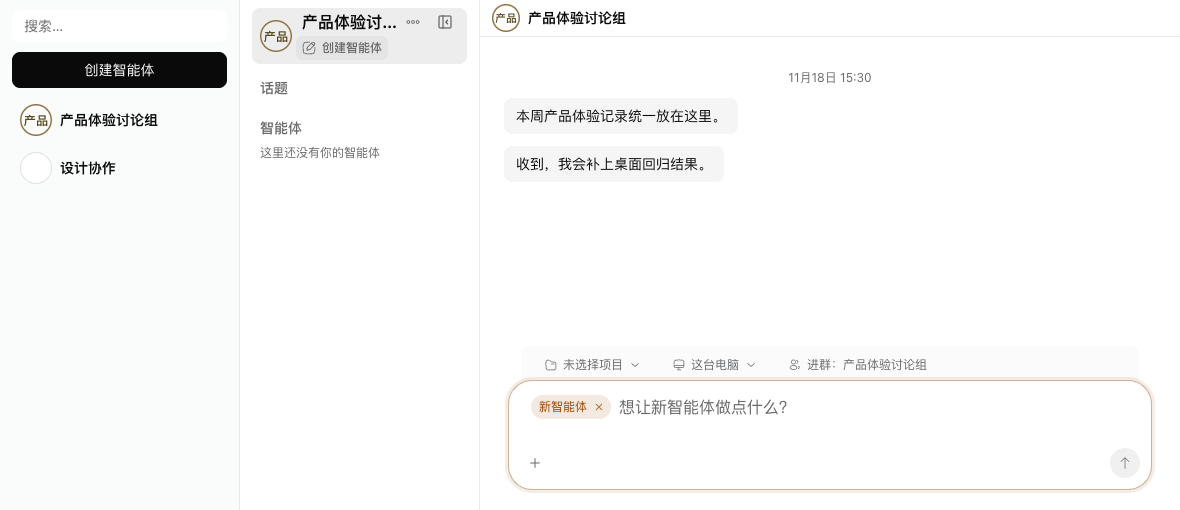 搜索...
创建智能体
产品 产品体验讨论组
设计协作
产品 产品体验讨...
创建智能体
话题
智能体
这里还没有你的智能体
产品 产品体验讨论组
11月18日 15:30
本周产品体验记录统一放在这里。
收到，我会补上桌面回归结果。
未选择项目 这台电脑 进群：产品体验讨论组
新智能体 × 想让新智能体做点什么?